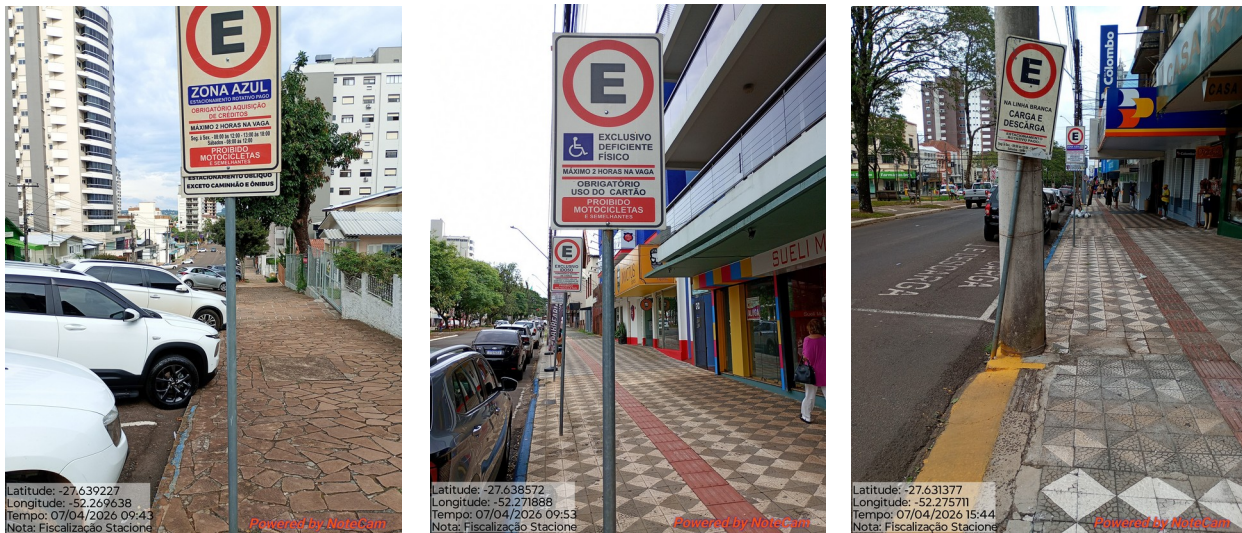 E
ZONA AZUL
ESTACIONAMENTO ROTATIVO PAGO
OBRIGATÓRIO AQUISIÇÃO
DE CRÉDITOS
MÁXIMO 2 HORAS NA VAGA
PROIBIDO
MOTOCICLETAS
E SEMELHANTES
ESTACIONAMENTO OBLÍQUO
EXCETO CAMINHÃO E ÔNIBUS
Latitude: -27.639227
Longitude: -52.269638
Tempo: 07/04/2026 09:43
Nota: Fiscalização Stacione
Powered by NoteCam
E
EXCLUSIVO
DEFICIENTE
FÍSICO
MÁXIMO 2 HORAS NA VAGA
OBRIGATÓRIO
USO DO CARTÃO
PROIBIDO
MOTOCICLETAS
E SEMELHANTES
E
EXCLUSIVO
IDOSO
SUELI M
Latitude: -27.638572
Longitude: -52.271888
Tempo: 07/04/2026 09:53
Nota: Fiscalização Stacione
Powered by NoteCam
E
NA LINHA BRANCA
CARGA E
DESCARGA
E
Colombo
CASA
CARGA
DESCARGA
Latitude: -27.631377
Longitude: -52.275711
Tempo: 07/04/2026 15:44
Nota: Fiscalização Stacione
Powered by NoteCam